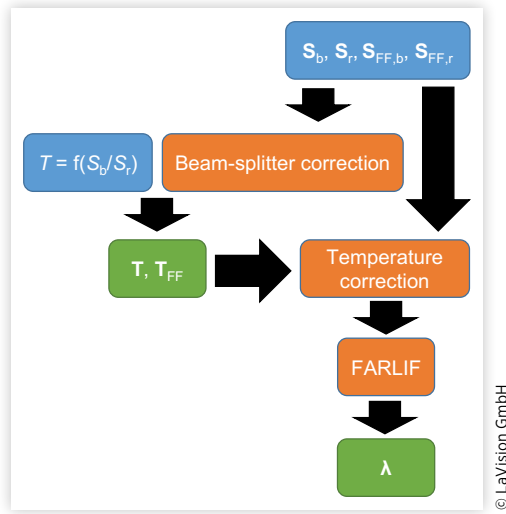 S_b, S_r, S_FF,b, S_FF,r
T = f(S_b/S_r)
Beam-splitter correction
T, T_FF
Temperature
correction
FARLIF
λ
© LaVision GmbH